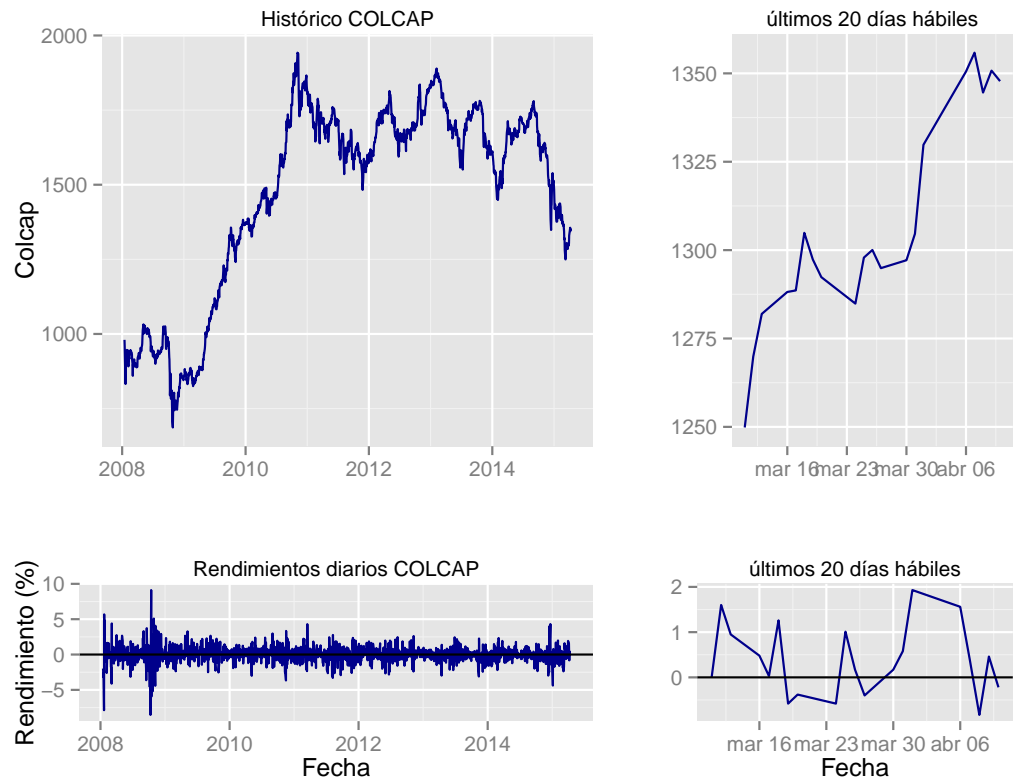 Histórico COLCAP
2000
1500
1000
Colcap
2008 2010 2012 2014
últimos 20 días hábiles
1350
1325
1300
1275
1250
mar 16 mar 23 mar 30 abr 06
Rendimientos diarios COLCAP
10
5
0
−5
Rendimiento (%)
2008 2010 2012 2014
Fecha
últimos 20 días hábiles
2
1
0
mar 16 mar 23 mar 30 abr 06
Fecha